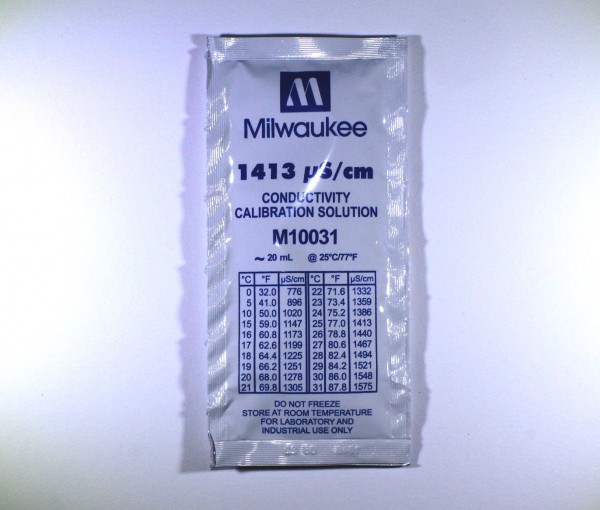 Milwaukee
1413 µS/cm
CONDUCTIVITY
CALIBRATION SOLUTION
M10031
~ 20 mL @ 25°C/77°F
°C °F µS/cm °C °F µS/cm
0 32.0 776 22 71.6 1332
5 41.0 896 23 73.4 1359
10 50.0 1020 24 75.2 1386
15 59.0 1147 25 77.0 1413
16 60.8 1173 26 78.8 1440
17 62.6 1199 27 80.6 1467
18 64.4 1225 28 82.4 1494
19 66.2 1251 29 84.2 1521
20 68.0 1278 30 86.0 1548
21 69.8 1305 31 87.8 1575
DO NOT FREEZE
STORE AT ROOM TEMPERATURE
FOR LABORATORY AND
INDUSTRIAL USE ONLY